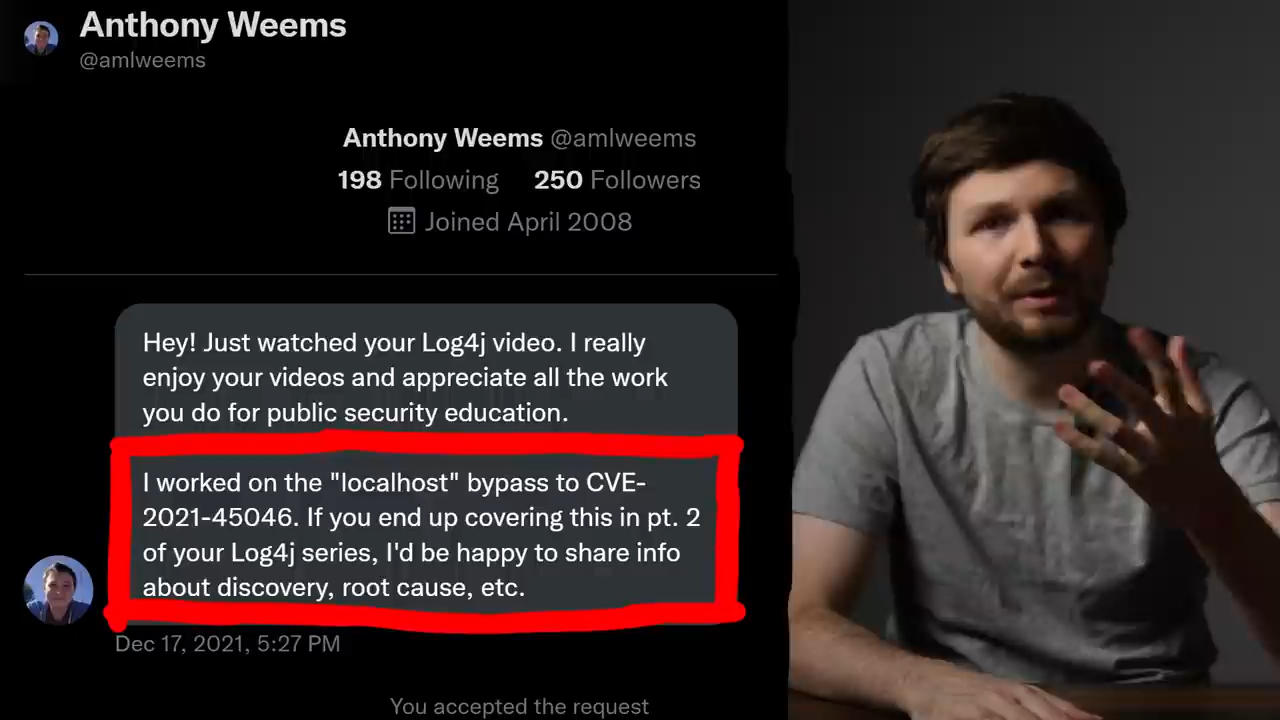 Anthony Weems
@amlweems
Anthony Weems @amlweems
198 Following 250 Followers
Joined April 2008
Hey! Just watched your Log4j video. I really
enjoy your videos and appreciate all the work
you do for public security education.
I worked on the "localhost" bypass to CVE-
2021-45046. If you end up covering this in pt. 2
of your Log4j series, I'd be happy to share info
about discovery, root cause, etc.
Dec 17, 2021, 5:27 PM
You accepted the request